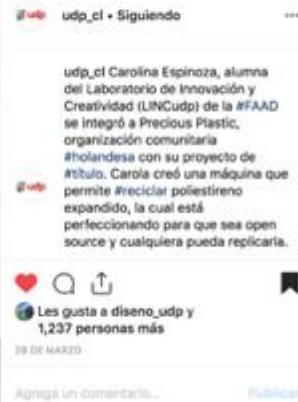 udp udp_cl • Siguiendo ...
udp_cl Carolina Espinoza, alumna
del Laboratorio de Innovación y
Creatividad (LINCudp) de la #FAAD
se integró a Precious Plastic,
organización comunitaria
#holandesa con su proyecto de
udp #título. Carola creó una máquina que
permite #reciclar poliestireno
expandido, la cual está
perfeccionando para que sea open
source y cualquiera pueda replicarla.
Les gusta a diseno_udp y
1,237 personas más
28 DE MARZO
Agrega un comentario... Publicar